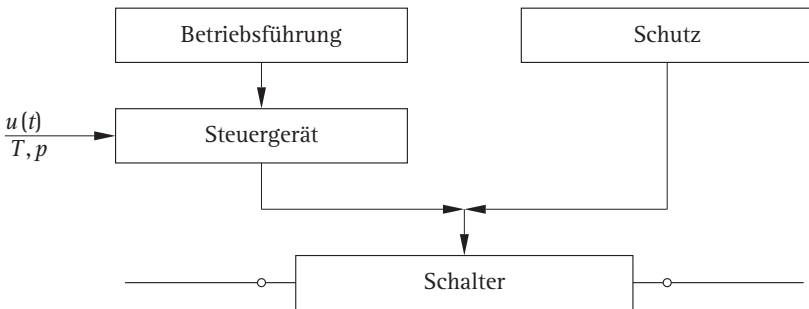 Betriebsführung
Schutz
u(t)
T, p
Steuergerät
Schalter